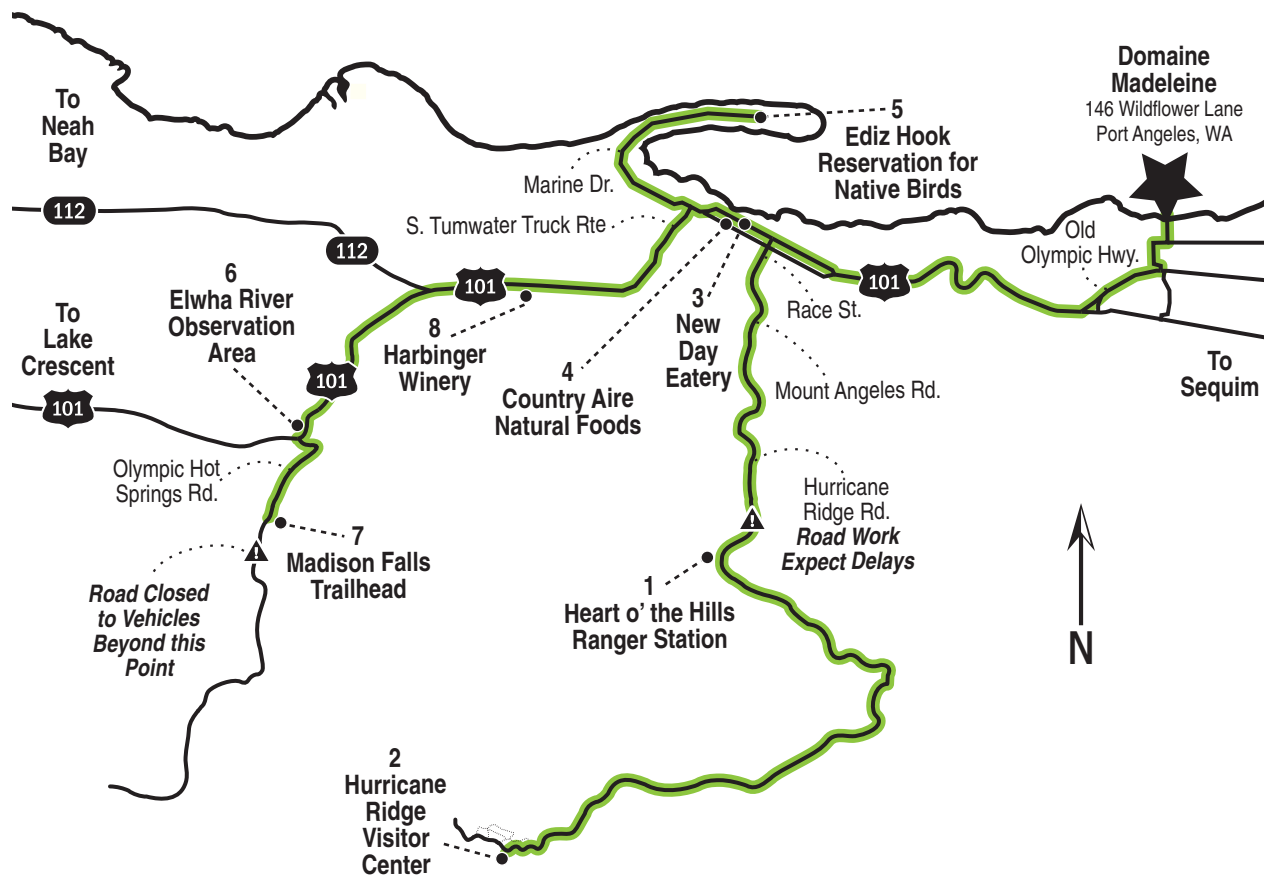 Domaine
Madeleine
146 Wildflower Lane
Port Angeles, WA
To
Neah
Bay
5
Ediz Hook
Reservation for
Native Birds
Marine Dr.
112
S. Tumwater Truck Rte
112
Old
Olympic Hwy.
6
Elwha River
Observation
Area
101
101
8
Harbinger
Winery
3
New
Day
Eatery
Race St.
To
Lake
Crescent
To
Sequim
4
Country Aire
Natural Foods
Mount Angeles Rd.
101
101
Olympic Hot
Springs Rd.
Hurricane
Ridge Rd.
Road Work
Expect Delays
!
!
7
Madison Falls
Trailhead
Road Closed
to Vehicles
Beyond this
Point
1
Heart o' the Hills
Ranger Station
N
2
Hurricane
Ridge
Visitor
Center